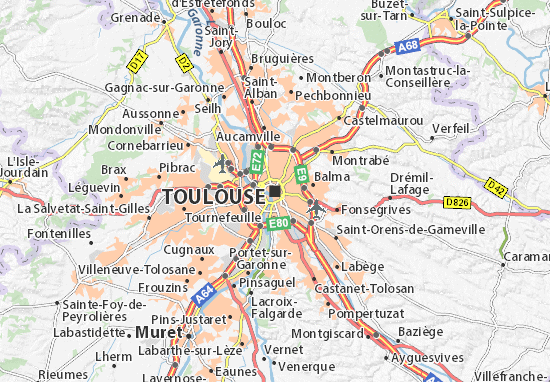 d'Estretefonds
Grenade
Garonne
Saint-
Jory
Bouloc
Buzet-
sur-Tarn
Saint-Sulpice-
la-Pointe
A68
D17
D2
Bruguières
Saint-
Alban
Montberon
Montastruc-la-
Conseillère
Gagnac-sur-Garonne
Pechbonnieu
Seilh
Aussonne
Castelmaurou
Mondonville
Aucamville
Verfeil
Cornebarrieu
E72
Montrabé
L'Isle-
Jourdain
Brax
Pibrac
E9
Balma
Drémil-
Lafage
D42
Léguevin
TOULOUSE
D826
La Salvetat-Saint-Gilles
Tournefeuille
Fonsegrives
E80
Fontenilles
Saint-Orens-de-Gameville
Cugnaux
Portet-sur-
Garonne
Caraman
Villeneuve-Tolosane
Labège
Frouzins
A64
Pinsaguel
Castanet-Tolosan
Sainte-Foy-de-
Peyrolières
Lacroix-
Falgarde
Pins-Justaret
Pompertuzat
Labastidette
Muret
Montgiscard
Baziège
Lherm
Labarthe-sur-Lèze
Vernet
Ayguesvives
Rieumes
Lavernose-
Eaunes
Venerque
Villefranche-